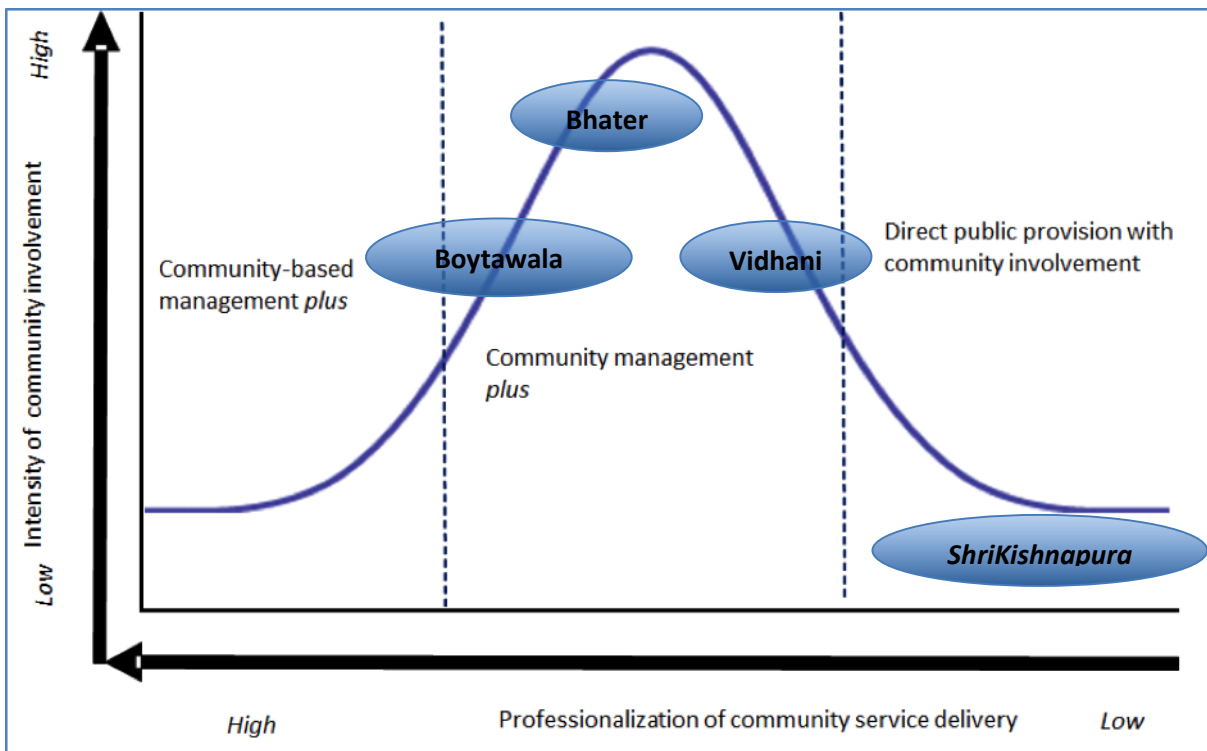 High
Intensity of community involvement
Low
Bhater
Boytawala
Vidhani
Direct public provision with
community involvement
Community-based
management plus
Community management
plus
ShriKishnapura
High
Professionalization of community service delivery
Low